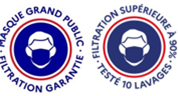 MASQUE GRAND PUBLIC
FILTRATION GARANTIE
FILTRATION SUPÉRIEURE À 90%
TESTÉ 10 LAVAGES